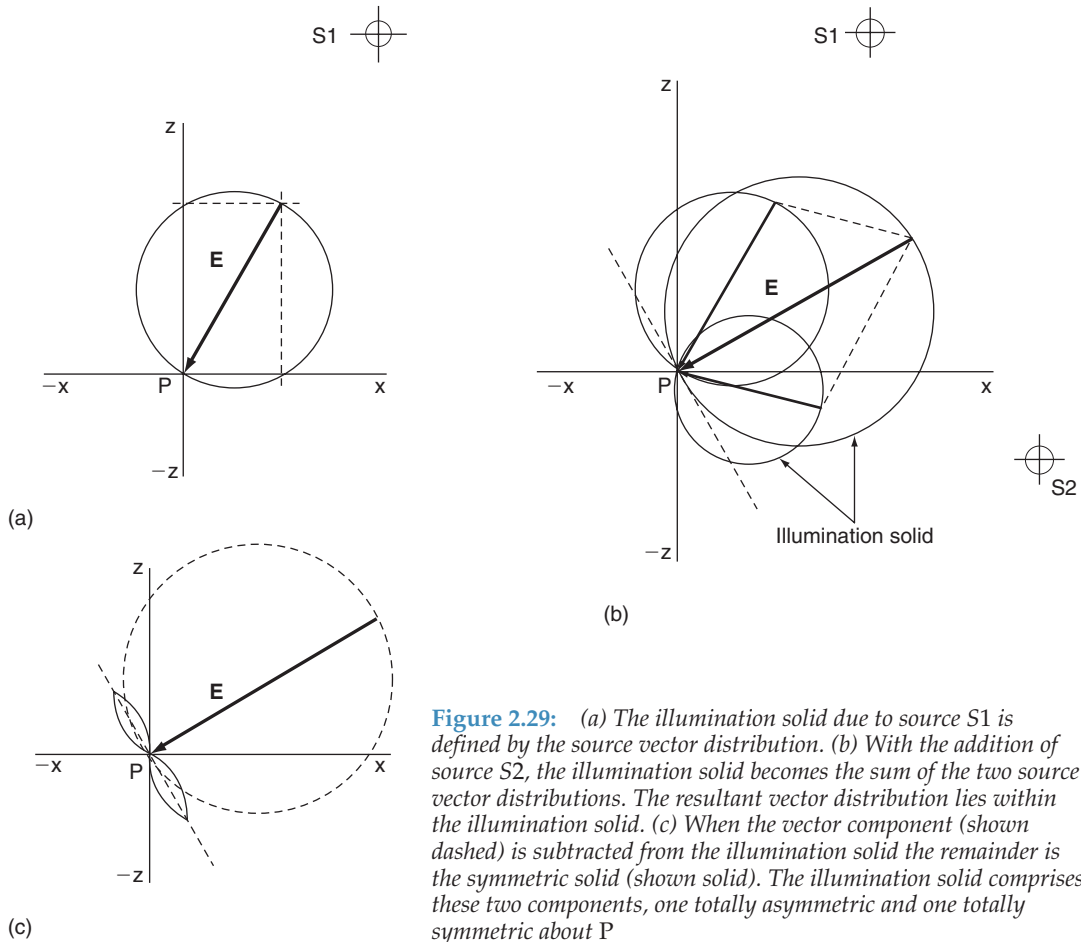 S1
z
E
−x
P
x
−z
(a)
S1
z
E
−x
P
x
S2
Illumination solid
−z
(b)
z
E
−x
P
x
−z
(c)
Figure 2.29: (a) The illumination solid due to source S1 is
defined by the source vector distribution. (b) With the addition of
source S2, the illumination solid becomes the sum of the two source
vector distributions. The resultant vector distribution lies within
the illumination solid. (c) When the vector component (shown
dashed) is subtracted from the illumination solid the remainder is
the symmetric solid (shown solid). The illumination solid comprises
these two components, one totally asymmetric and one totally
symmetric about P